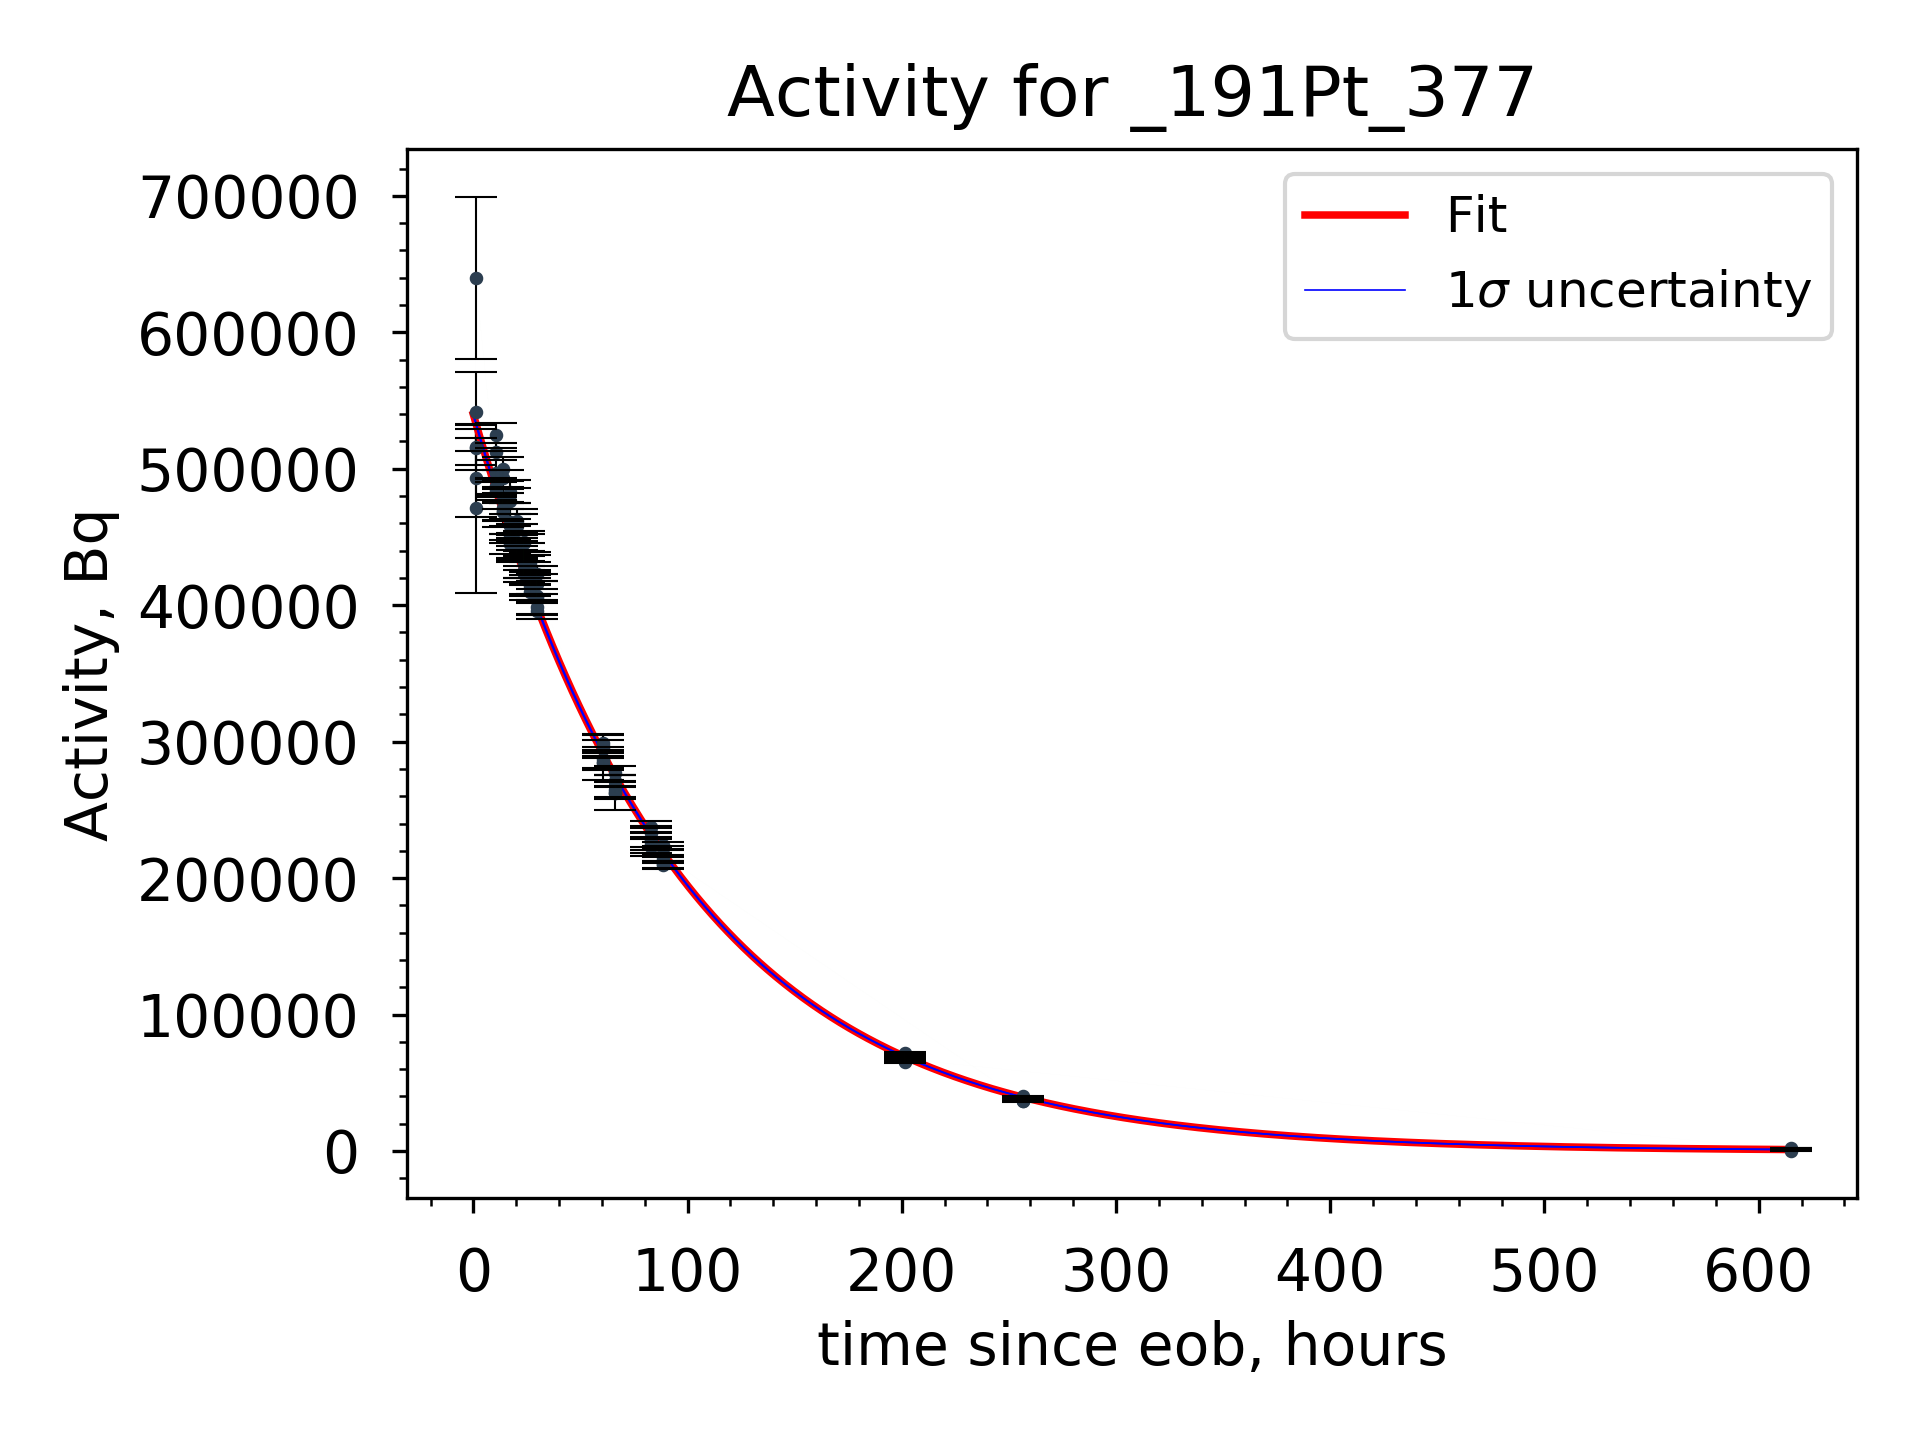 Activity for _191Pt_377
Fit
1σ uncertainty
700000
600000
500000
400000
300000
200000
100000
0
Activity, Bq
0 100 200 300 400 500 600
time since eob, hours